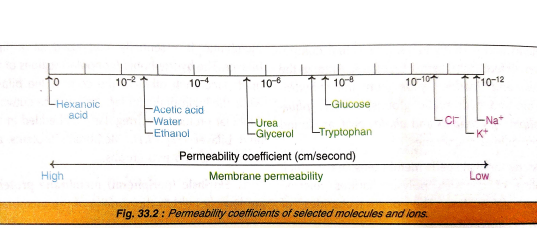 0 10⁻² 10⁻⁴ 10⁻⁶ 10⁻⁸ 10⁻¹⁰ 10⁻¹²
Hexanoic
acid
Acetic acid
Water
Ethanol
Urea
Glycerol
Glucose
Tryptophan
Cl⁻
Na⁺
K⁺
Permeability coefficient (cm/second)
High Membrane permeability Low
Fig. 33.2 : Permeability coefficients of selected molecules and ions.